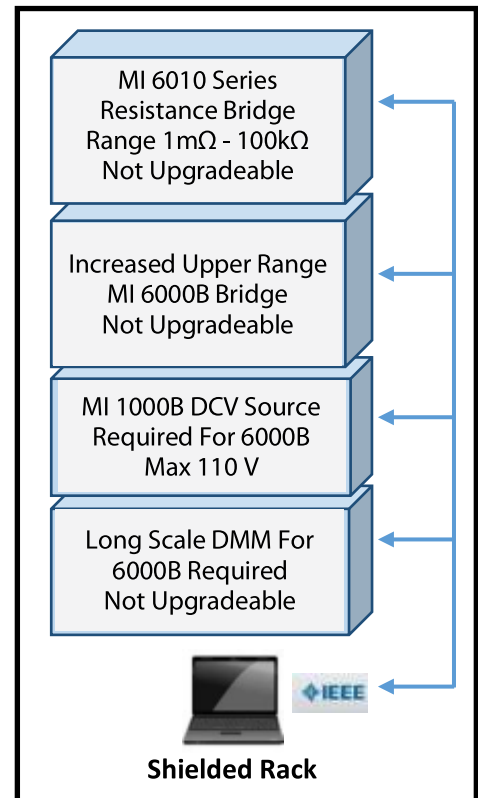 MI 6010 Series
Resistance Bridge
Range 1mΩ - 100kΩ
Not Upgradeable
Increased Upper Range
MI 6000B Bridge
Not Upgradeable
MI 1000B DCV Source
Required For 6000B
Max 110 V
Long Scale DMM For
6000B Required
Not Upgradeable
IEEE
Shielded Rack